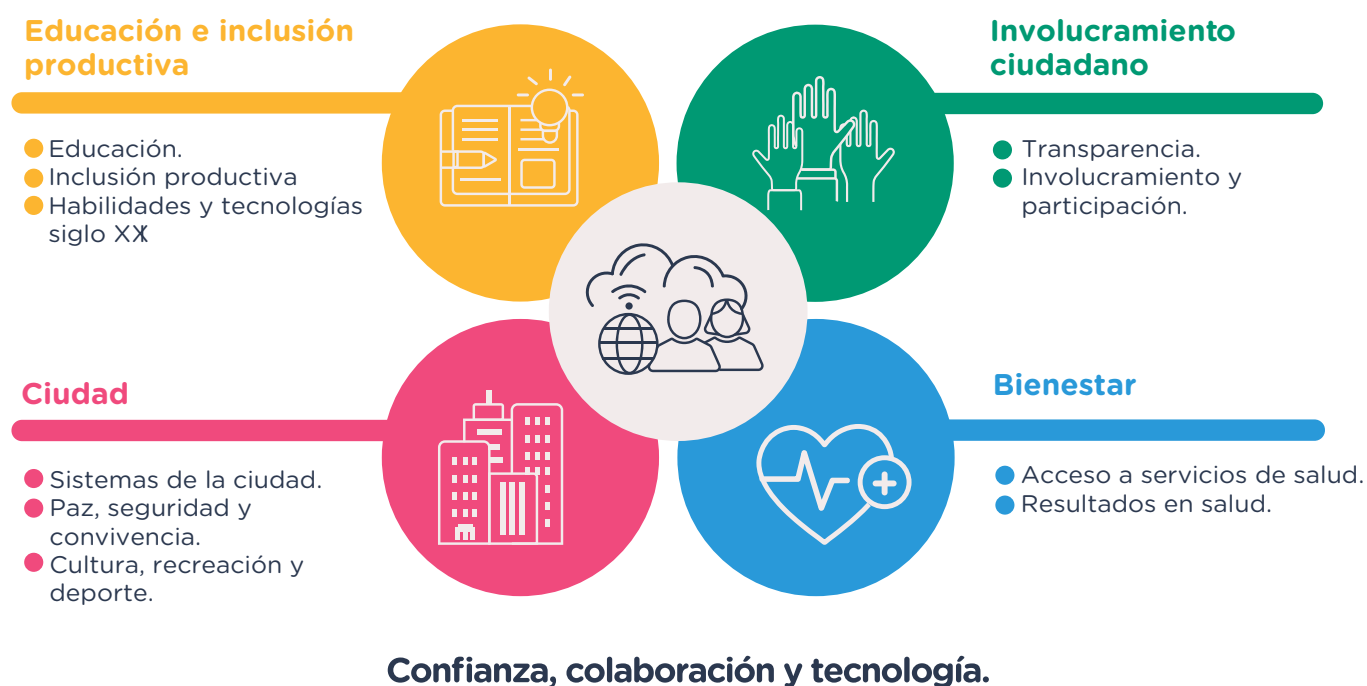 Educación e inclusión
productiva
Educación.
Inclusión productiva
Habilidades y tecnologías
siglo XX
Involucramiento
ciudadano
Transparencia.
Involucramiento y
participación.
Ciudad
Sistemas de la ciudad.
Paz, seguridad y
convivencia.
Cultura, recreación y
deporte.
Bienestar
Acceso a servicios de salud.
Resultados en salud.
Confianza, colaboración y tecnología.